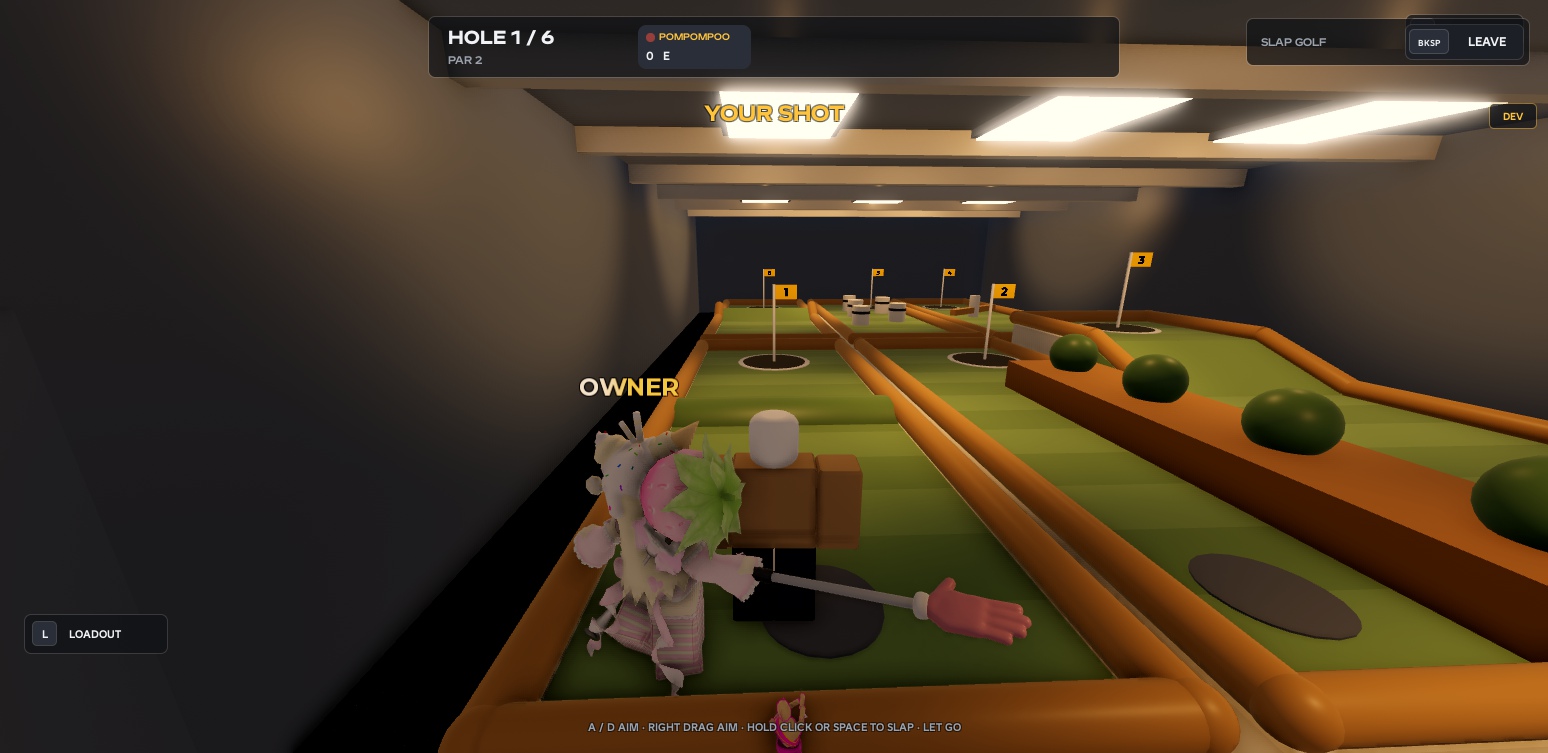 HOLE 1 / 6
PAR 2
POMPOMPOO
0 E
SLAP GOLF
BKSP LEAVE
YOUR SHOT
DEV
3
1
2
OWNER
L LOADOUT
A / D AIM · RIGHT DRAG AIM · HOLD CLICK OR SPACE TO SLAP · LET GO